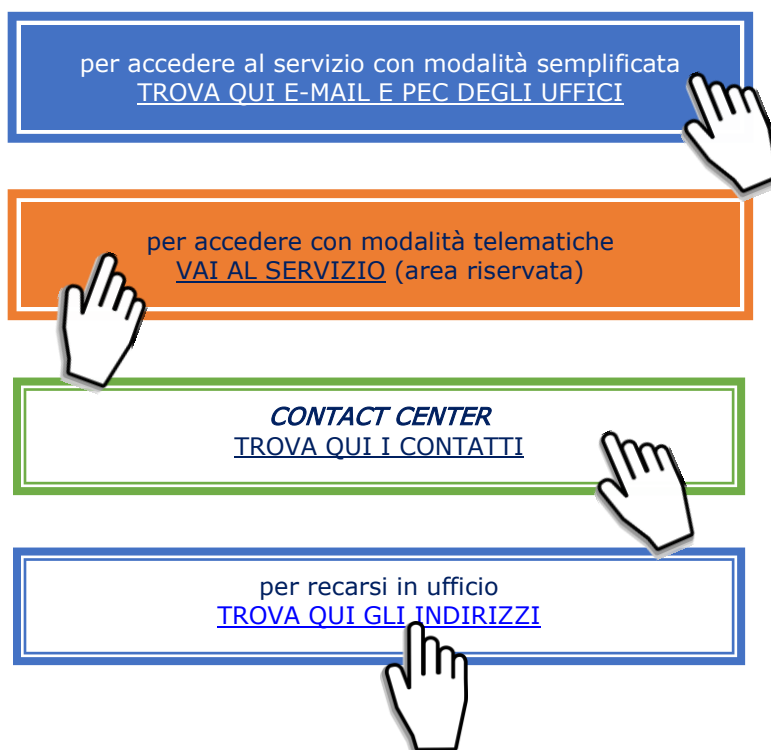 per accedere al servizio con modalità semplificata
TROVA QUI E-MAIL E PEC DEGLI UFFICI
per accedere con modalità telematiche
VAI AL SERVIZIO (area riservata)
CONTACT CENTER
TROVA QUI I CONTATTI
per recarsi in ufficio
TROVA QUI GLI INDIRIZZI